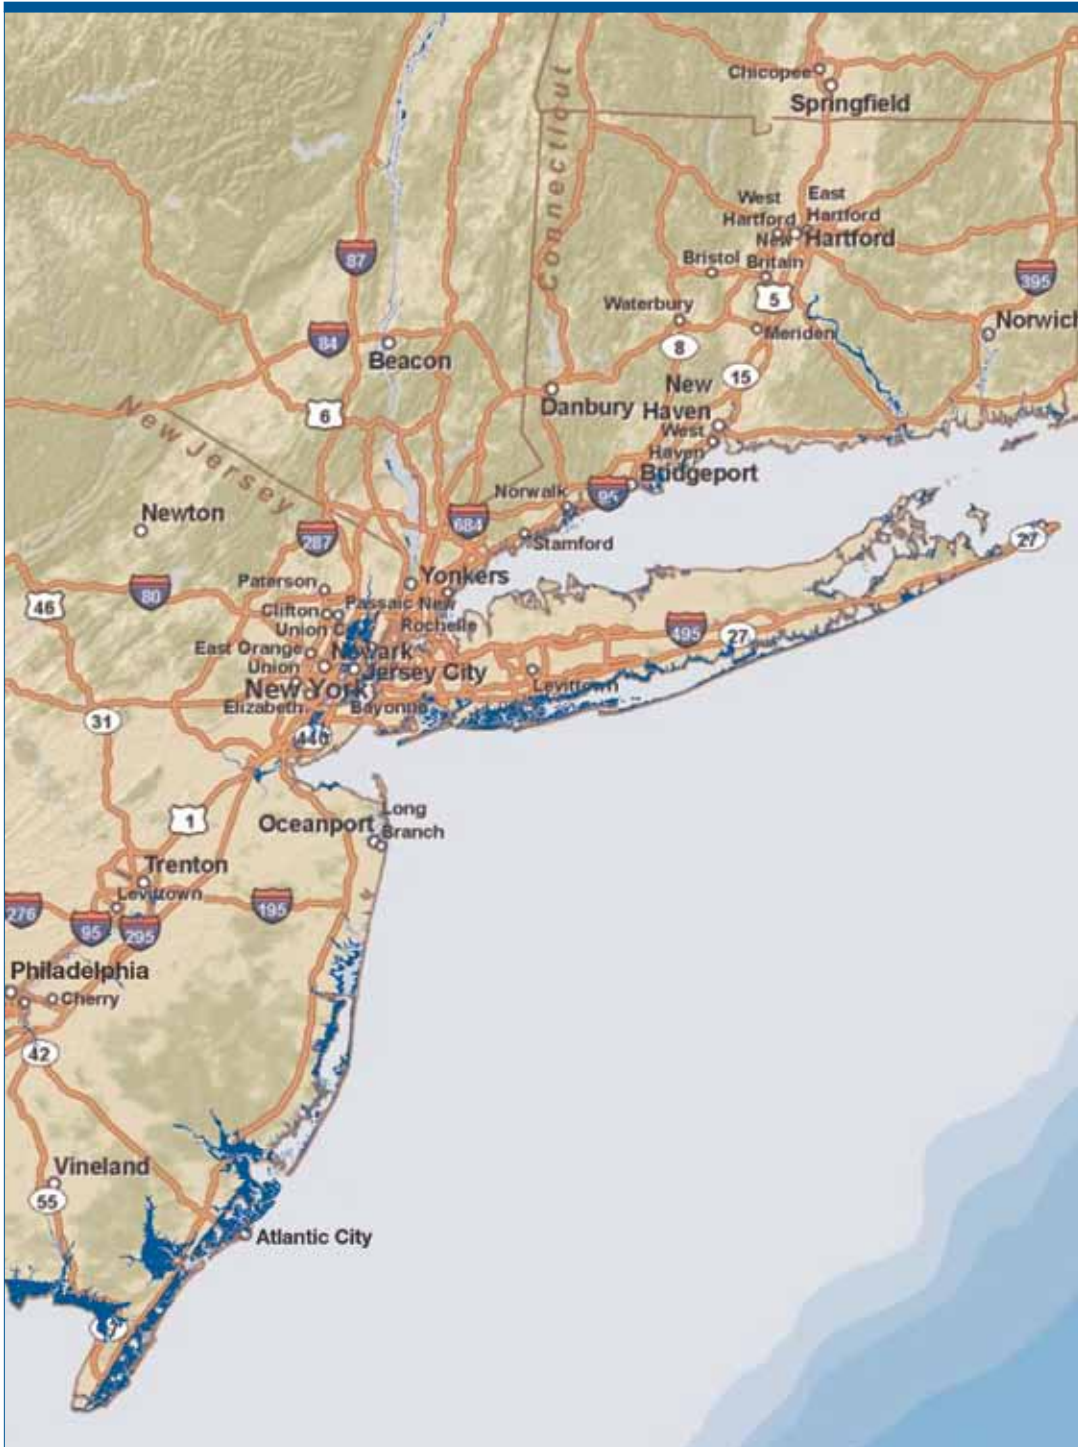 Chicopee
Springfield
Connecticut
West
Hartford
East
Hartford
New
Britain
Hartford
Bristol
87
395
5
Waterbury
Norwich
Meriden
84
Beacon
8
15
6
New
Haven
Danbury
West
Haven
New Jersey
Bridgeport
Norwalk
95
Newton
684
27
287
Stamford
Yonkers
Paterson
80
46
Clifton
Passaic
New
Rochelle
Union C
495
27
East Orange
Newark
Union
Jersey City
New York
Levittown
Elizabeth
Bayonne
31
440
1
Oceanport
Long
Branch
Trenton
Levittown
276
195
95
295
Philadelphia
Cherry
42
Vineland
55
Atlantic City